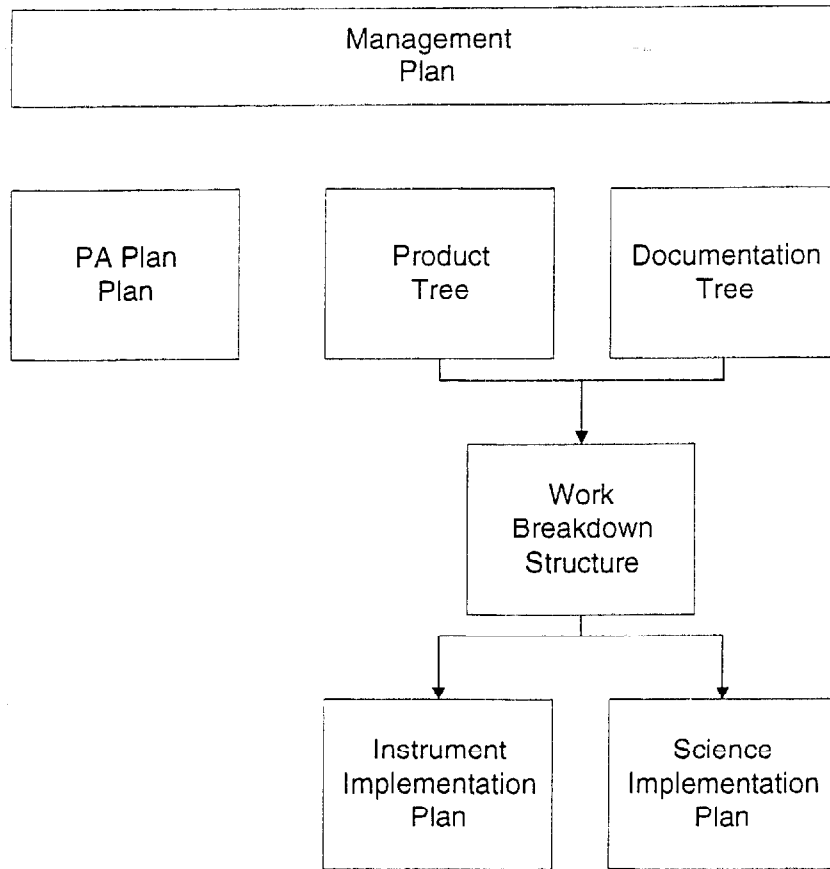 Management
Plan
PA Plan
Plan
Product
Tree
Documentation
Tree
Work
Breakdown
Structure
Instrument
Implementation
Plan
Science
Implementation
Plan